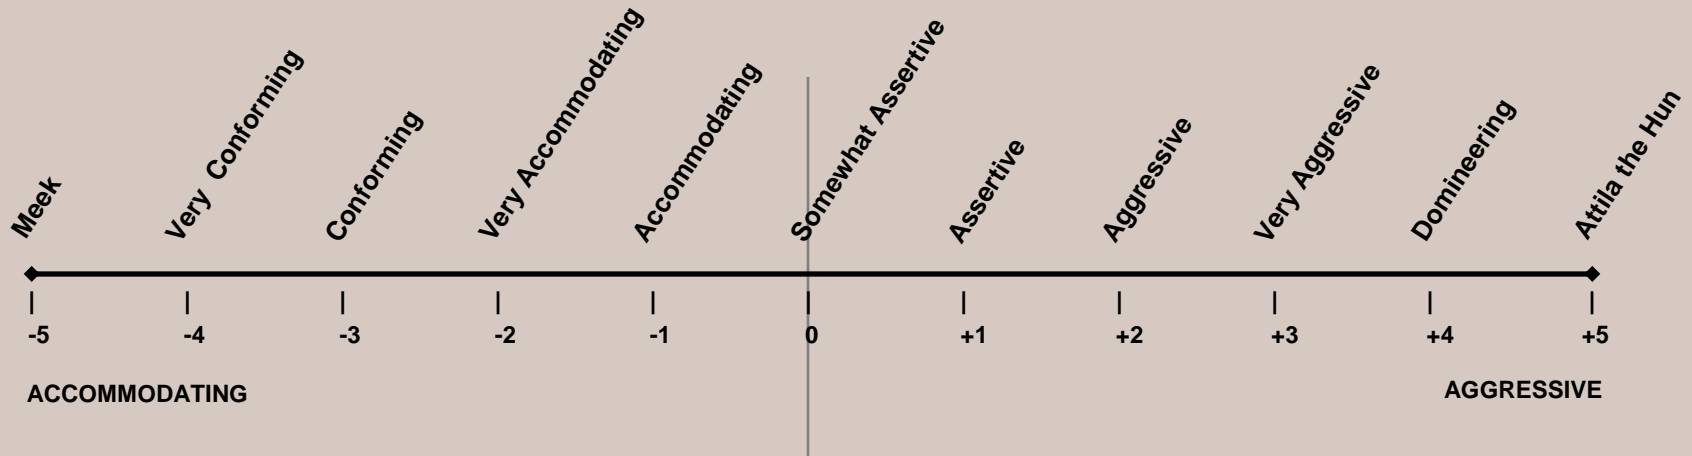 Meek
Very Conforming
Conforming
Very Accommodating
Accommodating
Somewhat Assertive
Assertive
Aggressive
Very Aggressive
Domineering
Attila the Hun
-5
-4
-3
-2
-1
0
+1
+2
+3
+4
+5
ACCOMMODATING
AGGRESSIVE